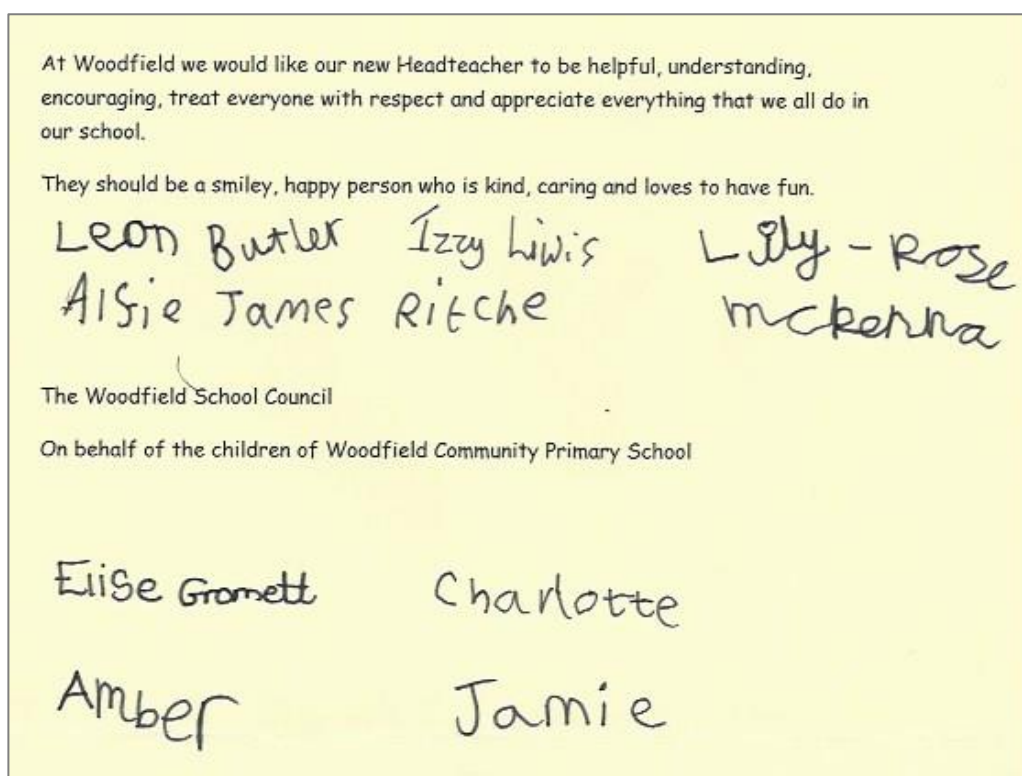 At Woodfield we would like our new Headteacher to be helpful, understanding,
encouraging, treat everyone with respect and appreciate everything that we all do in
our school.
They should be a smiley, happy person who is kind, caring and loves to have fun.
Leon Butler Izzy Liwis Lily-Rose
Alfie James Ritche mckenna
The Woodfield School Council
On behalf of the children of Woodfield Community Primary School
Elise Gromett Charlotte
Amber Jamie